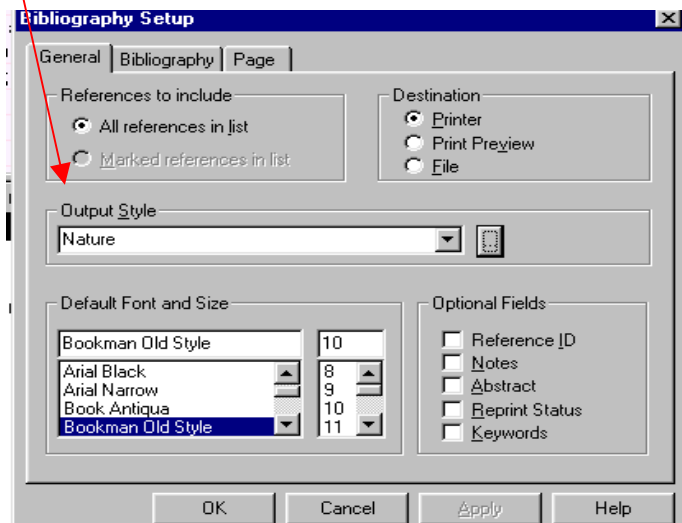 Bibliography Setup
General Bibliography Page
References to include
All references in list
Marked references in list
Destination
Printer
Print Preview
File
Output Style
Nature
...
Default Font and Size
Bookman Old Style 10
Arial Black 8
Arial Narrow 9
Book Antiqua 10
Bookman Old Style 11
Optional Fields
Reference ID
Notes
Abstract
Reprint Status
Keywords
OK Cancel Apply Help